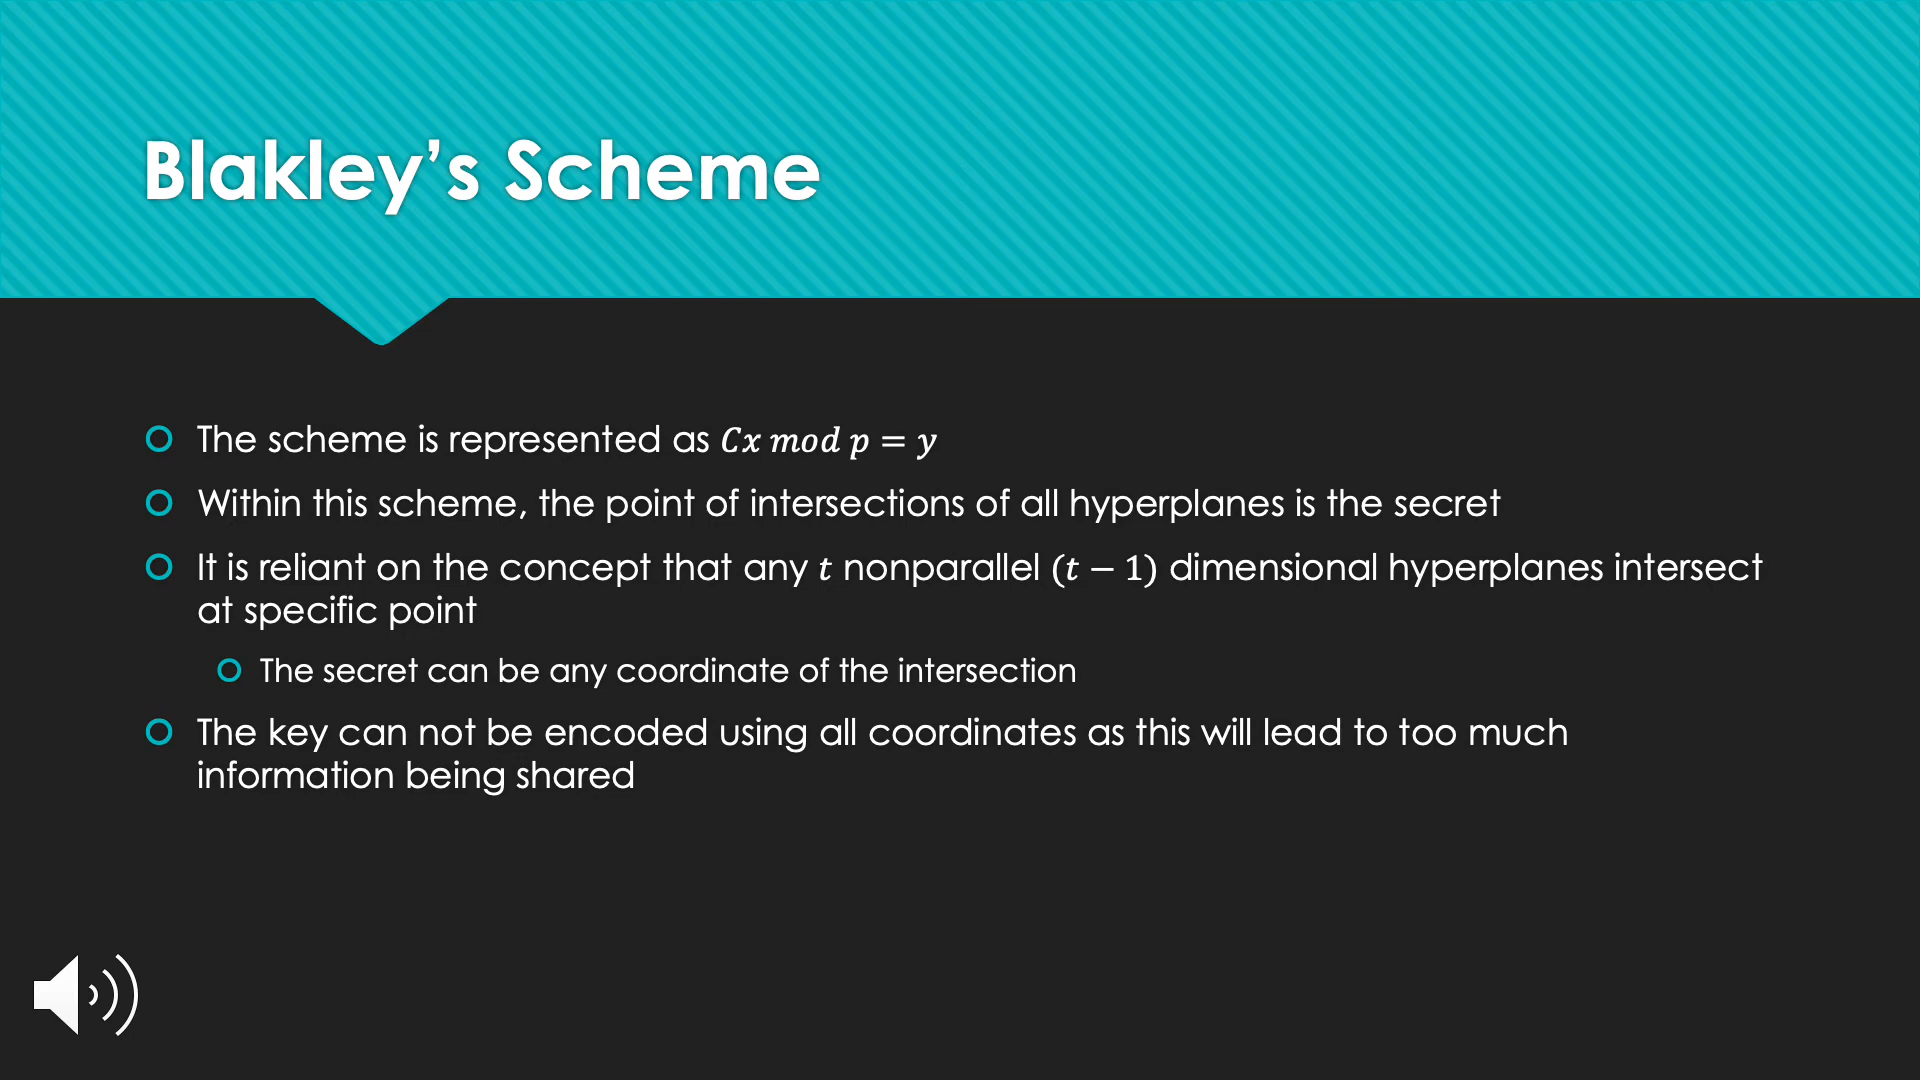 Blakley’s Scheme
The scheme is represented as 𝐶𝑥 𝑚𝑜𝑑 𝑝 = 𝑦
Within this scheme, the point of intersections of all hyperplanes is the secret
It is reliant on the concept that any 𝑡 nonparallel (𝑡 − 1) dimensional hyperplanes intersect
at specific point
The secret can be any coordinate of the intersection
The key can not be encoded using all coordinates as this will lead to too much
information being shared